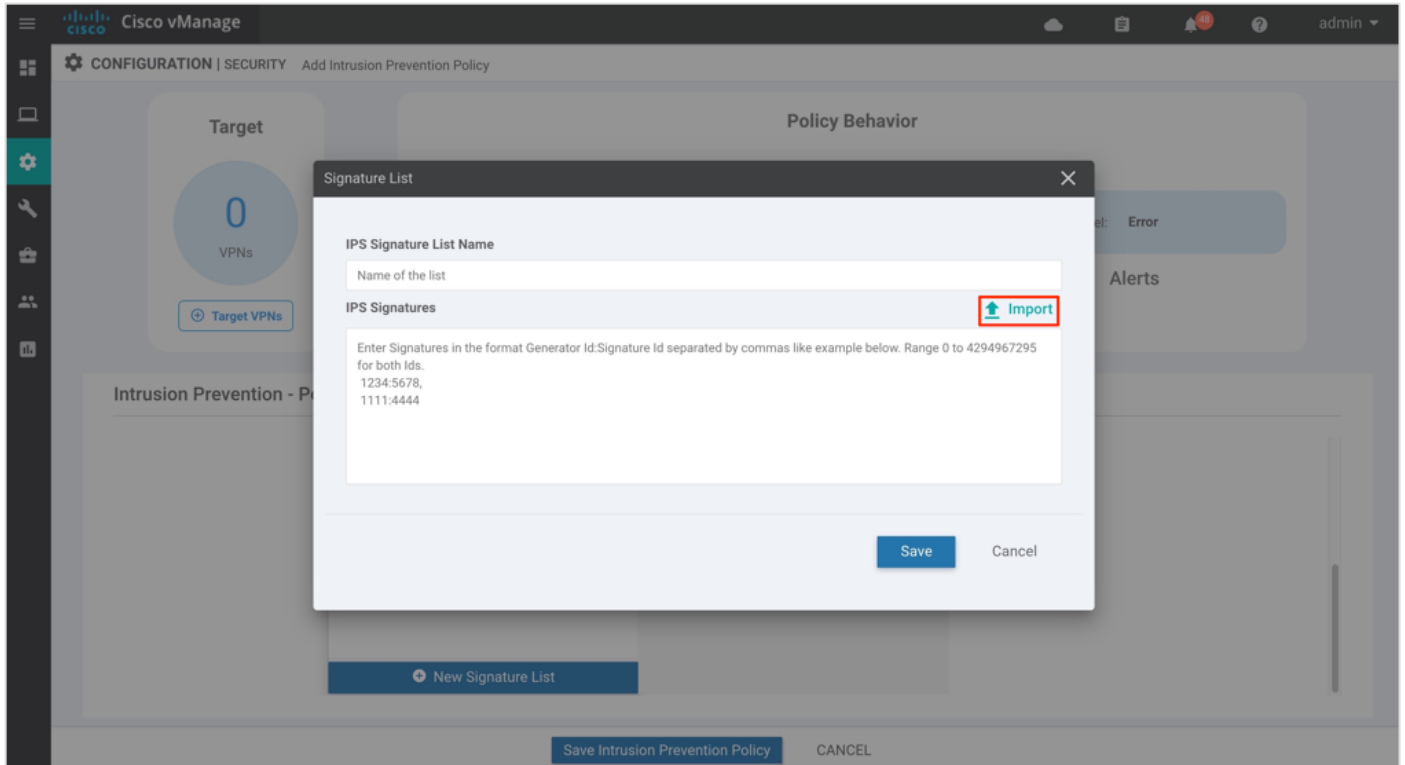 cisco Cisco vManage
48
admin
CONFIGURATION | SECURITY Add Intrusion Prevention Policy
Target
Policy Behavior
0
VPNs
Target VPNs
el: Error
Alerts
Intrusion Prevention - P
Signature List
IPS Signature List Name
Name of the list
IPS Signatures
Import
Enter Signatures in the format Generator Id:Signature Id separated by commas like example below. Range 0 to 4294967295
for both Ids.
1234:5678,
1111:4444
Save Cancel
New Signature List
Save Intrusion Prevention Policy CANCEL